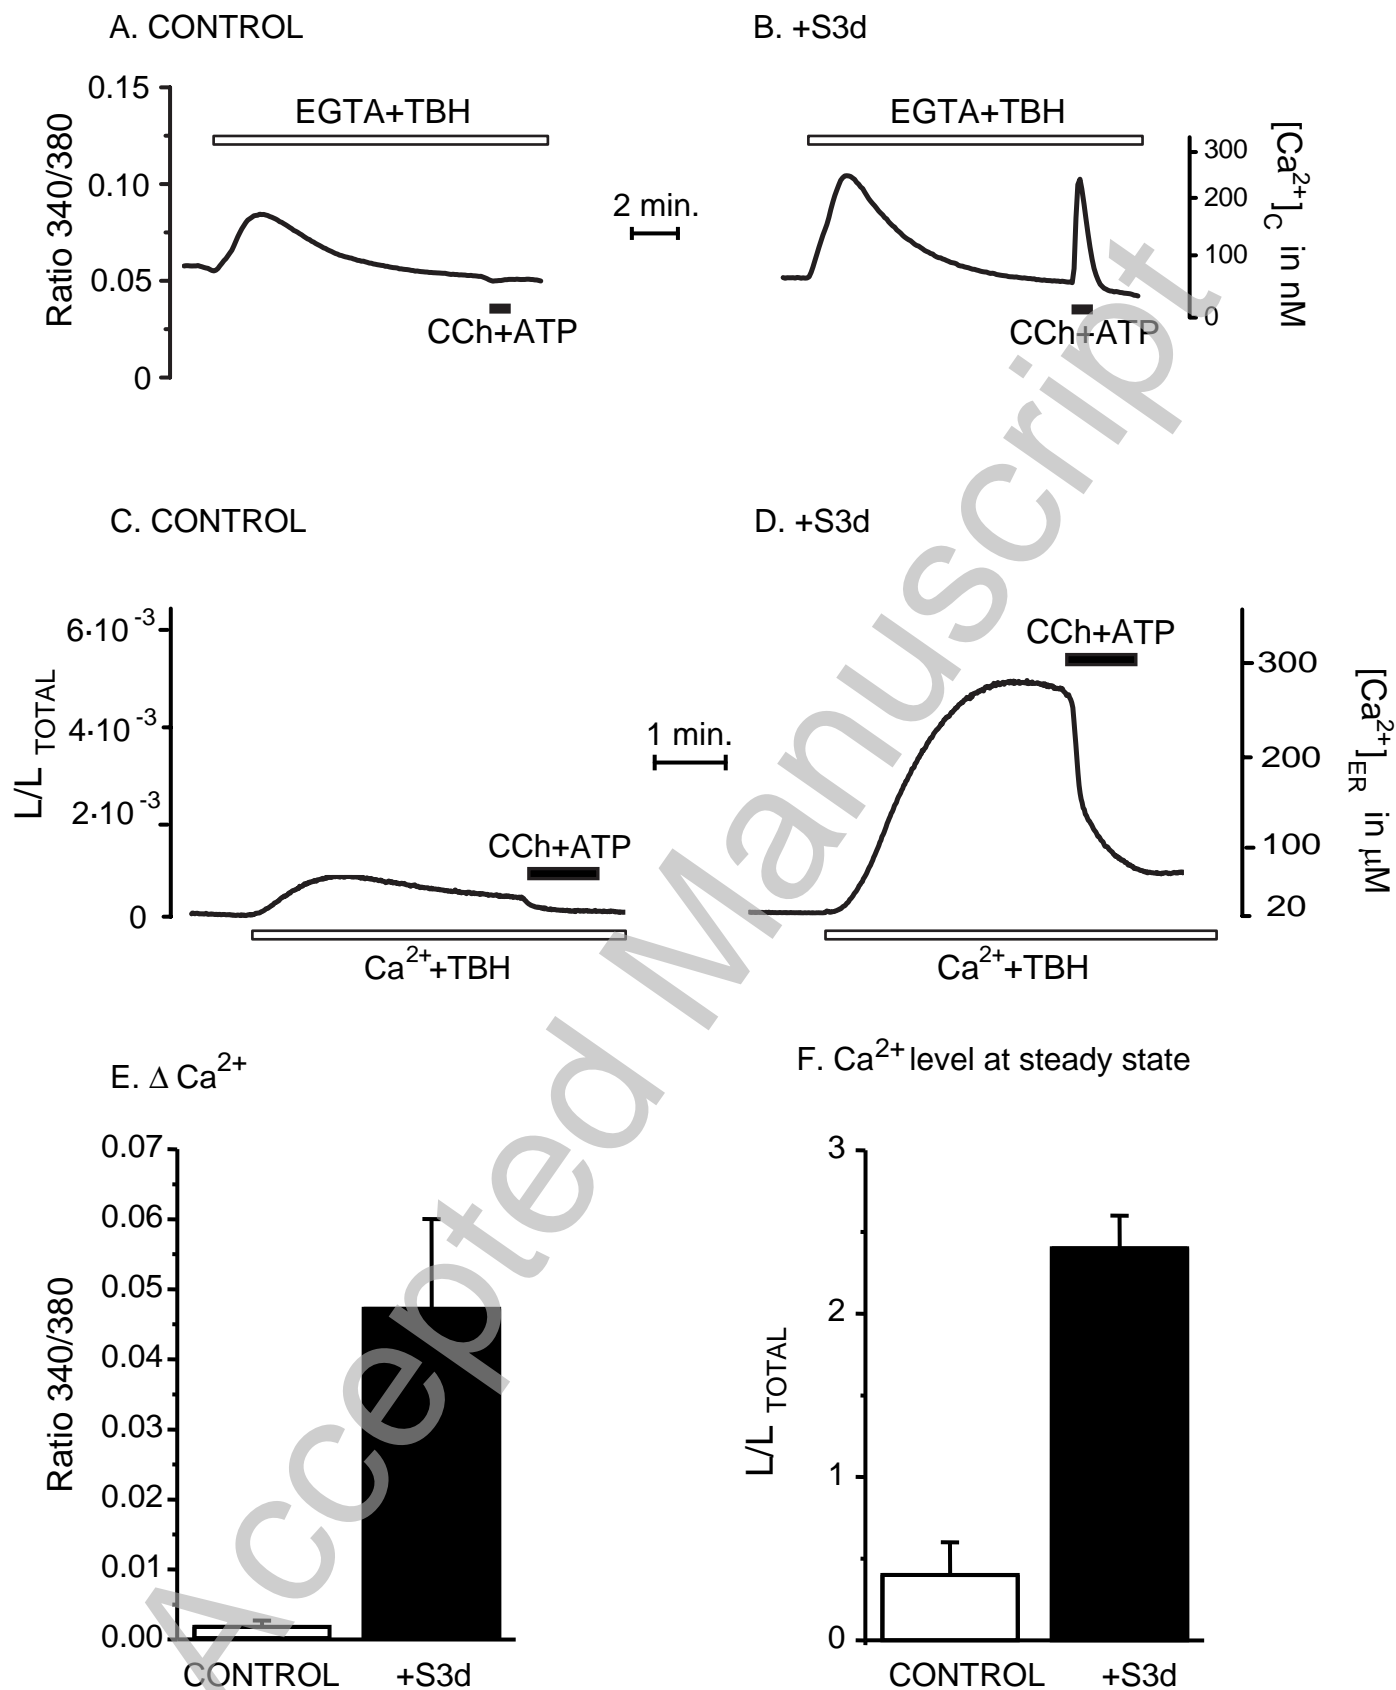 A. CONTROL
B. +S3d
0.15
EGTA+TBH
EGTA+TBH
300
0.10
2 min.
200
100
0.05
0
CCh+ATP
CCh+ATP
0
Ratio 340/380
[Ca2+]C in nM
C. CONTROL
D. +S3d
6·10 -3
CCh+ATP
300
4·10 -3
1 min.
200
2·10 -3
CCh+ATP
100
0
20
L/L TOTAL
[Ca2+]ER in µM
Ca2++TBH
Ca2++TBH
E. Δ Ca2+
F. Ca2+ level at steady state
0.07
0.06
0.05
0.04
0.03
0.02
0.01
0.00
Ratio 340/380
CONTROL
+S3d
3
2
1
0
L/L TOTAL
CONTROL
+S3d
Accepted Manuscript